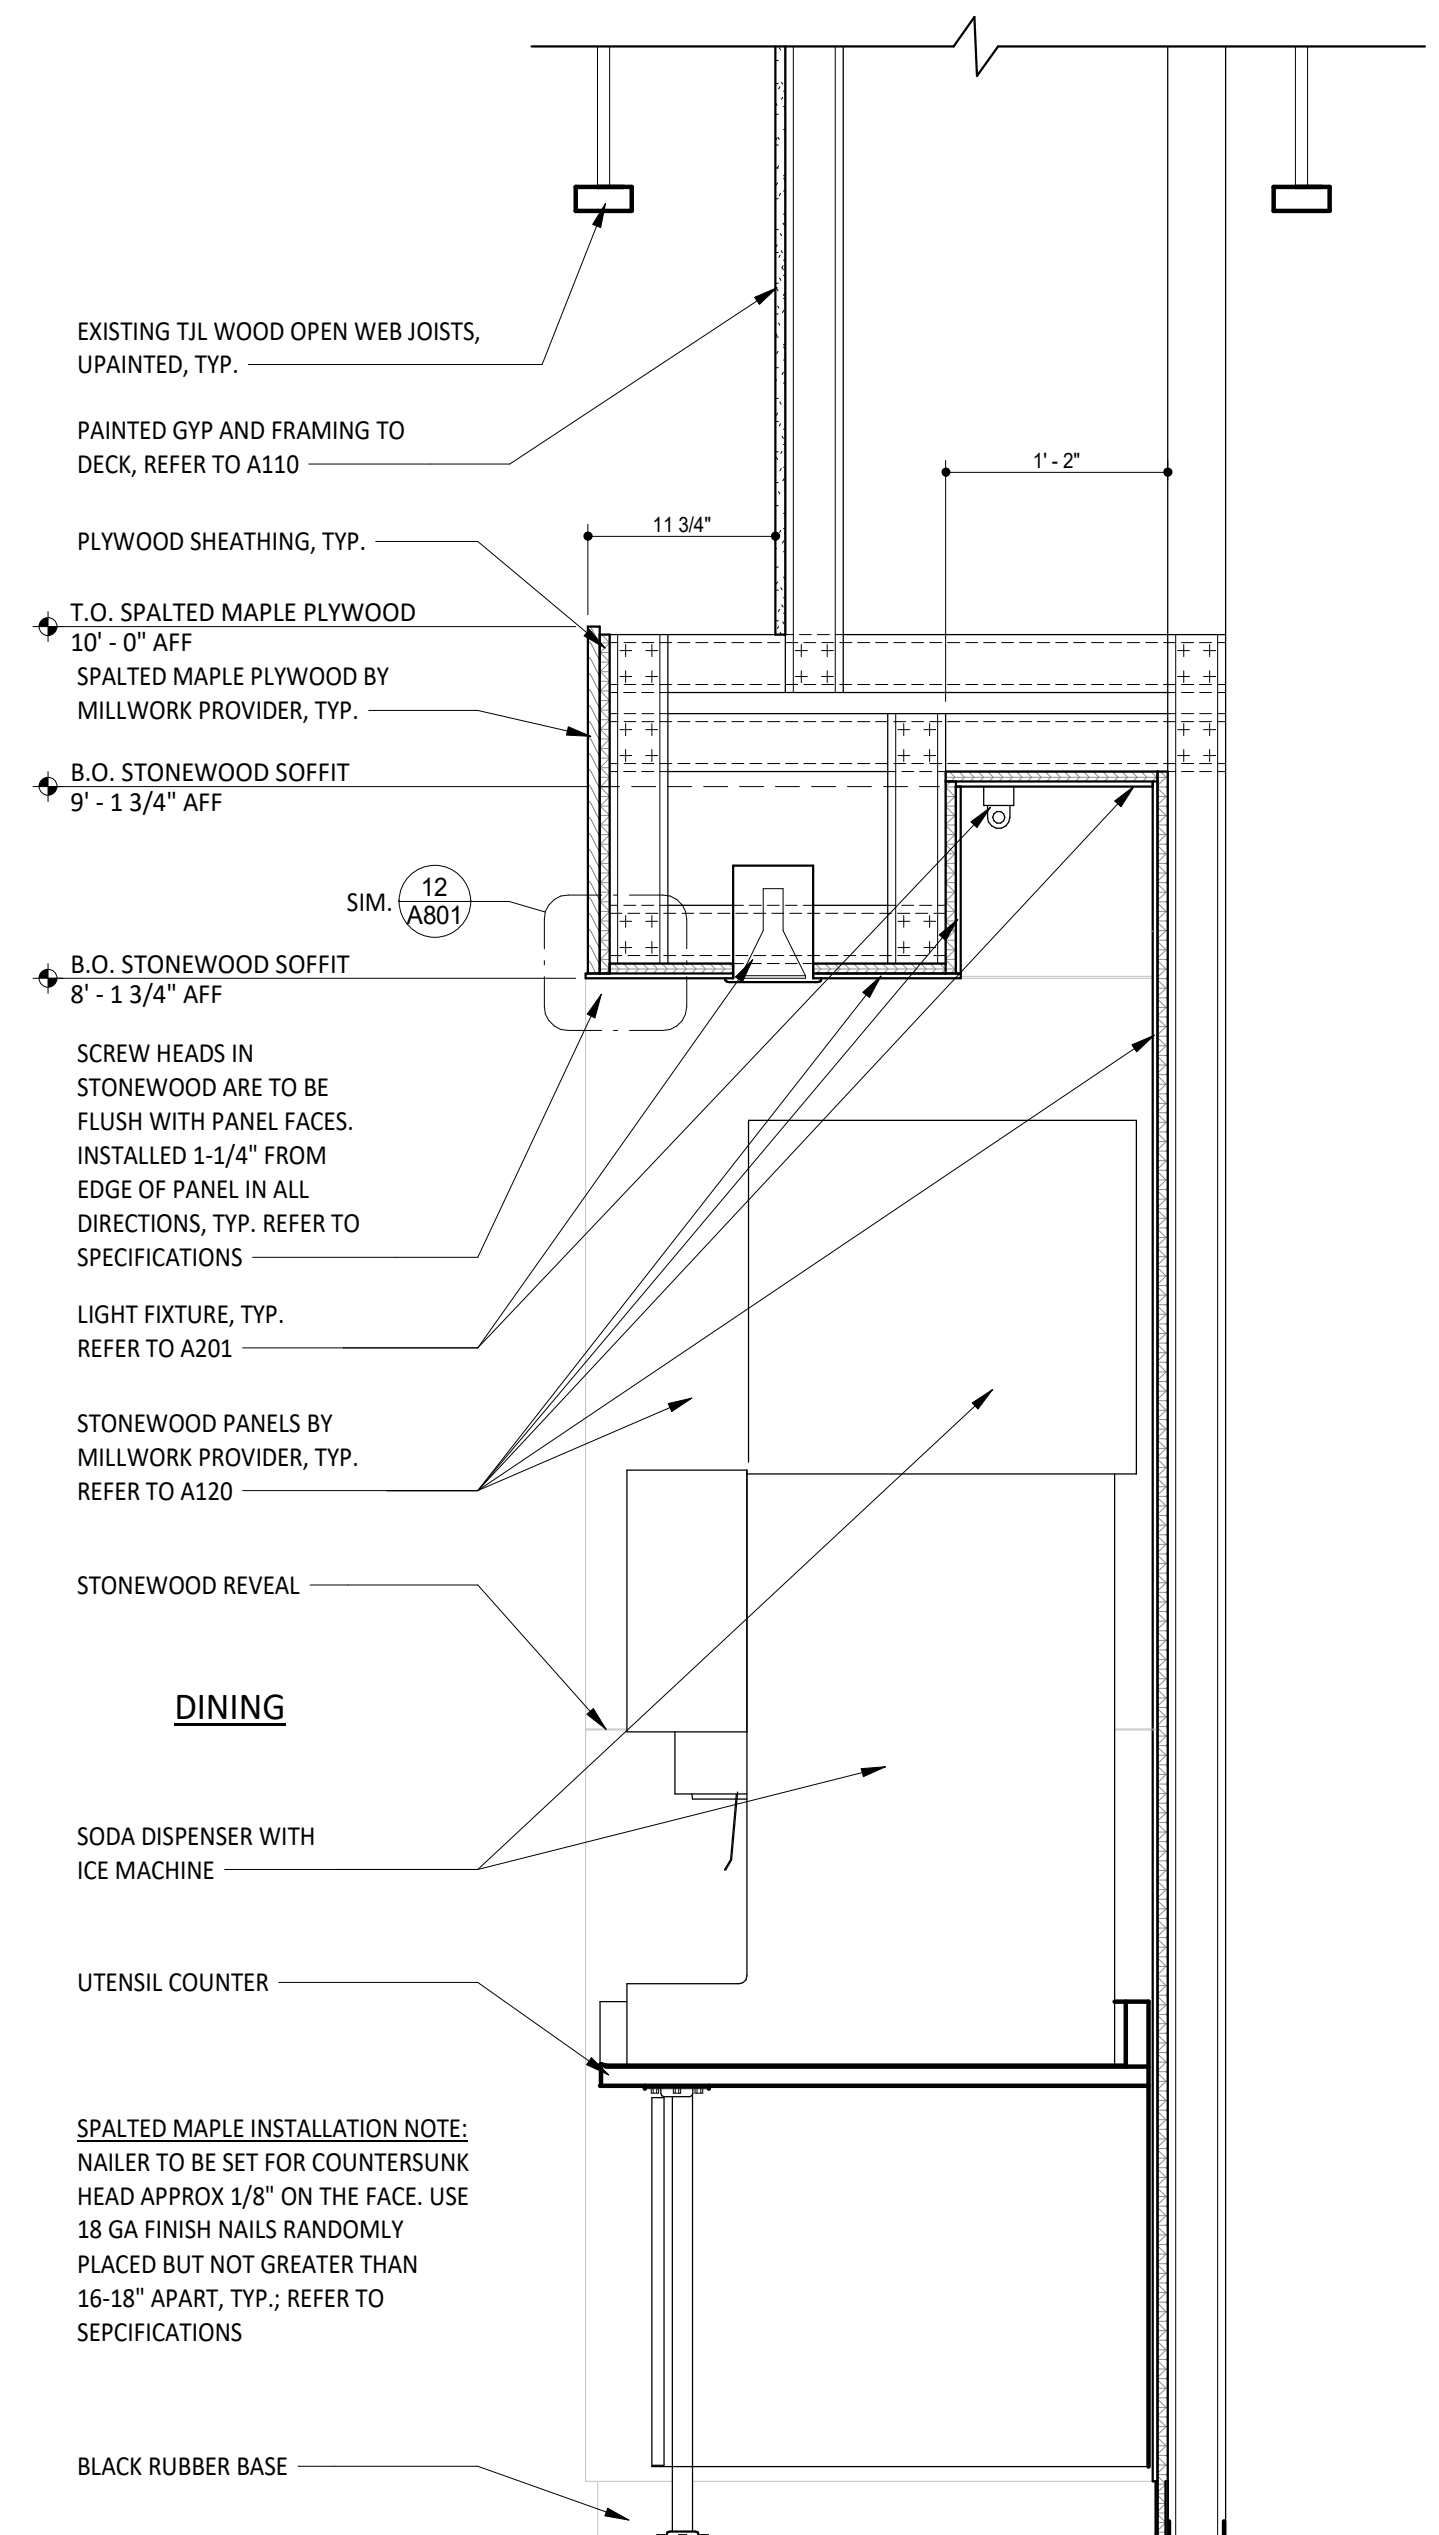 EXISTING TJL WOOD OPEN WEB JOISTS,
UPAINTED, TYP.
PAINTED GYP AND FRAMING TO
DECK, REFER TO A110
1' - 2"
11 3/4"
PLYWOOD SHEATHING, TYP.
T.O. SPALTED MAPLE PLYWOOD
10' - 0" AFF
SPALTED MAPLE PLYWOOD BY
MILLWORK PROVIDER, TYP.
B.O. STONEWOOD SOFFIT
9' - 1 3/4" AFF
SIM.
12
A801
B.O. STONEWOOD SOFFIT
8' - 1 3/4" AFF
SCREW HEADS IN
STONEWOOD ARE TO BE
FLUSH WITH PANEL FACES.
INSTALLED 1-1/4" FROM
EDGE OF PANEL IN ALL
DIRECTIONS, TYP. REFER TO
SPECIFICATIONS
LIGHT FIXTURE, TYP.
REFER TO A201
STONEWOOD PANELS BY
MILLWORK PROVIDER, TYP.
REFER TO A120
STONEWOOD REVEAL
DINING
SODA DISPENSER WITH
ICE MACHINE
UTENSIL COUNTER
SPALTED MAPLE INSTALLATION NOTE:
NAILER TO BE SET FOR COUNTERSUNK
HEAD APPROX 1/8" ON THE FACE. USE
18 GA FINISH NAILS RANDOMLY
PLACED BUT NOT GREATER THAN
16-18" APART, TYP.; REFER TO
SEPCIFICATIONS
BLACK RUBBER BASE